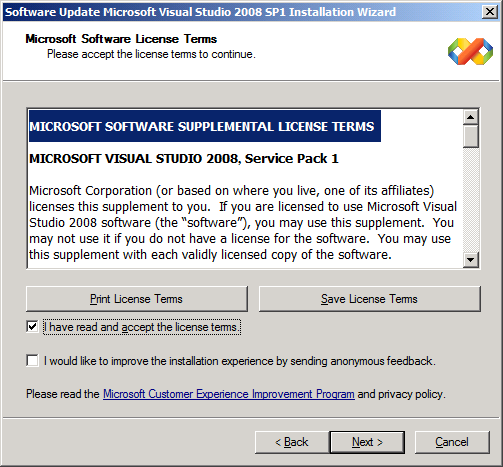 Software Update Microsoft Visual Studio 2008 SP1 Installation Wizard
Microsoft Software License Terms
Please accept the license terms to continue.
MICROSOFT SOFTWARE SUPPLEMENTAL LICENSE TERMS
MICROSOFT VISUAL STUDIO 2008, Service Pack 1
Microsoft Corporation (or based on where you live, one of its affiliates)
licenses this supplement to you.  If you are licensed to use Microsoft Visual
Studio 2008 software (the “software”), you may use this supplement.  You
may not use it if you do not have a license for the software.  You may use
this supplement with each validly licensed copy of the software.
Print License Terms
Save License Terms
I have read and accept the license terms.
I would like to improve the installation experience by sending anonymous feedback.
Please read the Microsoft Customer Experience Improvement Program and privacy policy.
< Back
Next >
Cancel